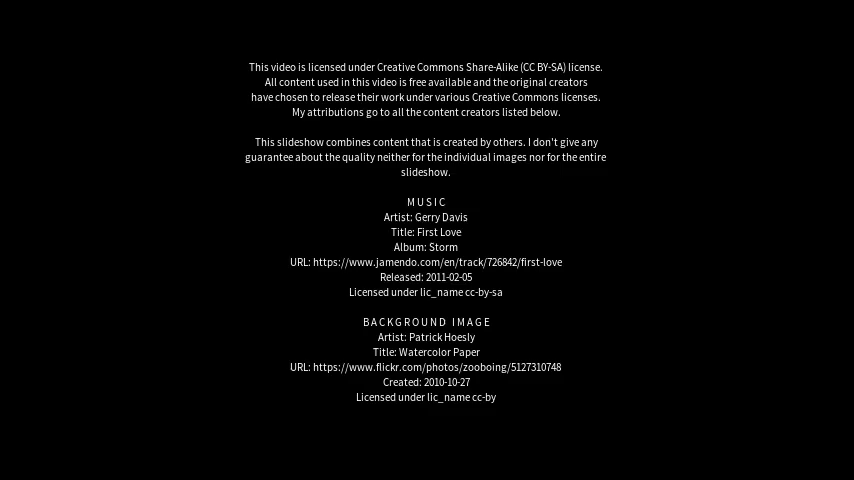 This video is licensed under Creative Commons Share-Alike (CC BY-SA) license.
All content used in this video is free available and the original creators
have chosen to release their work under various Creative Commons licenses.
My attributions go to all the content creators listed below.
This slideshow combines content that is created by others. I don't give any
guarantee about the quality neither for the individual images nor for the entire
slideshow.
MUSIC
Artist: Gerry Davis
Title: First Love
Album: Storm
URL: https://www.jamendo.com/en/track/726842/first-love
Released: 2011-02-05
Licensed under lic_name cc-by-sa
BACKGROUND IMAGE
Artist: Patrick Hoesly
Title: Watercolor Paper
URL: https://www.flickr.com/photos/zooboing/5127310748
Created: 2010-10-27
Licensed under lic_name cc-by